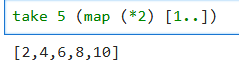 take 5 (map (*2) [1..])
[2,4,6,8,10]